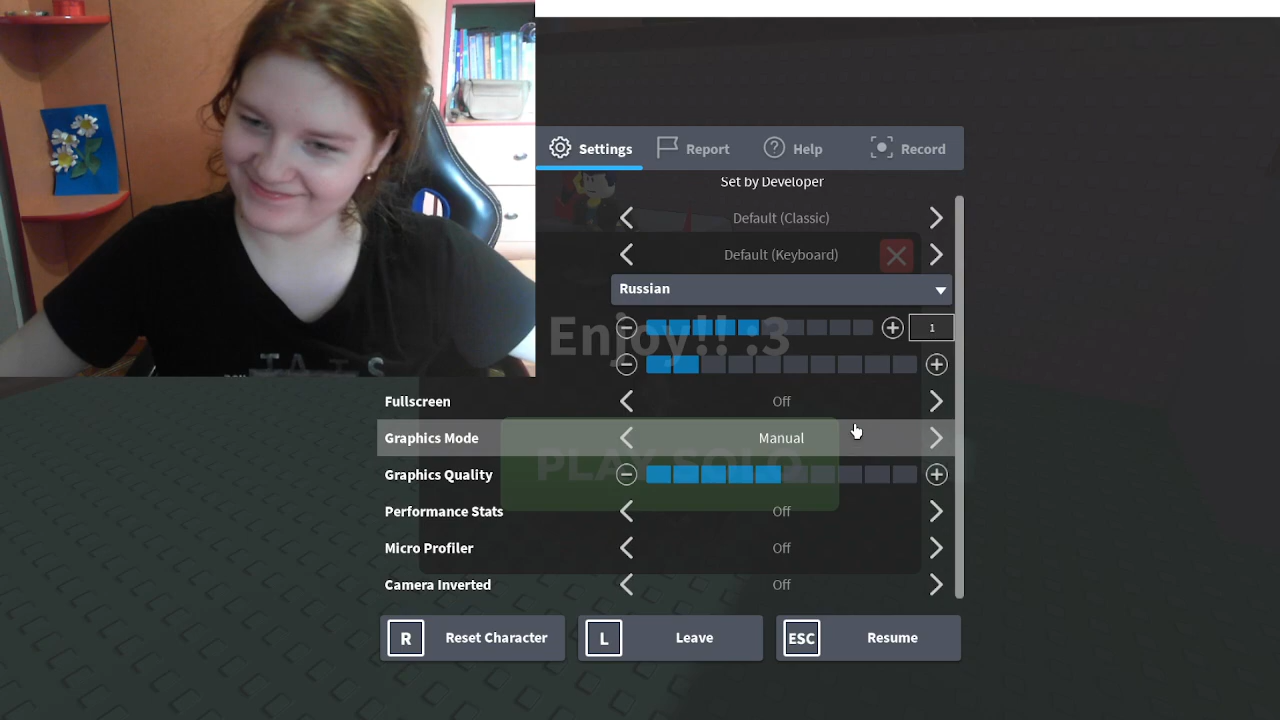 Settings
Report
Help
Record
Set by Developer
Default (Classic)
Default (Keyboard)
Russian
1
Enjoy!! :3
Fullscreen Off
Graphics Mode Manual
PLAY SOLO
Graphics Quality
Performance Stats Off
Micro Profiler Off
Camera Inverted Off
R Reset Character
L Leave
ESC Resume